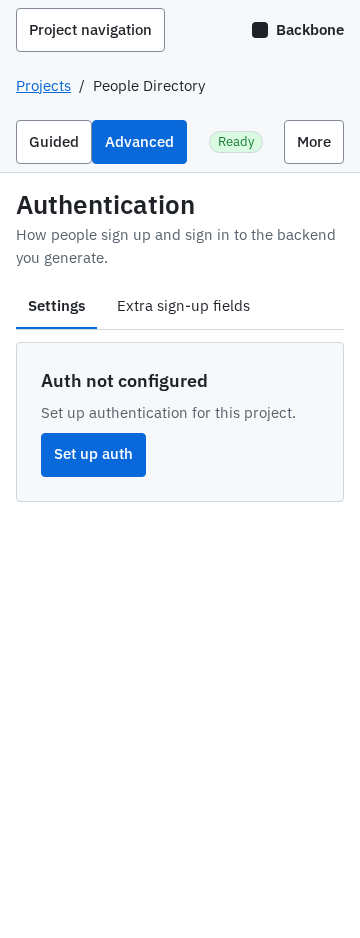 Project navigation
Backbone
Projects / People Directory
Guided
Advanced
Ready
More
Authentication
How people sign up and sign in to the backend
you generate.
Settings
Extra sign-up fields
Auth not configured
Set up authentication for this project.
Set up auth